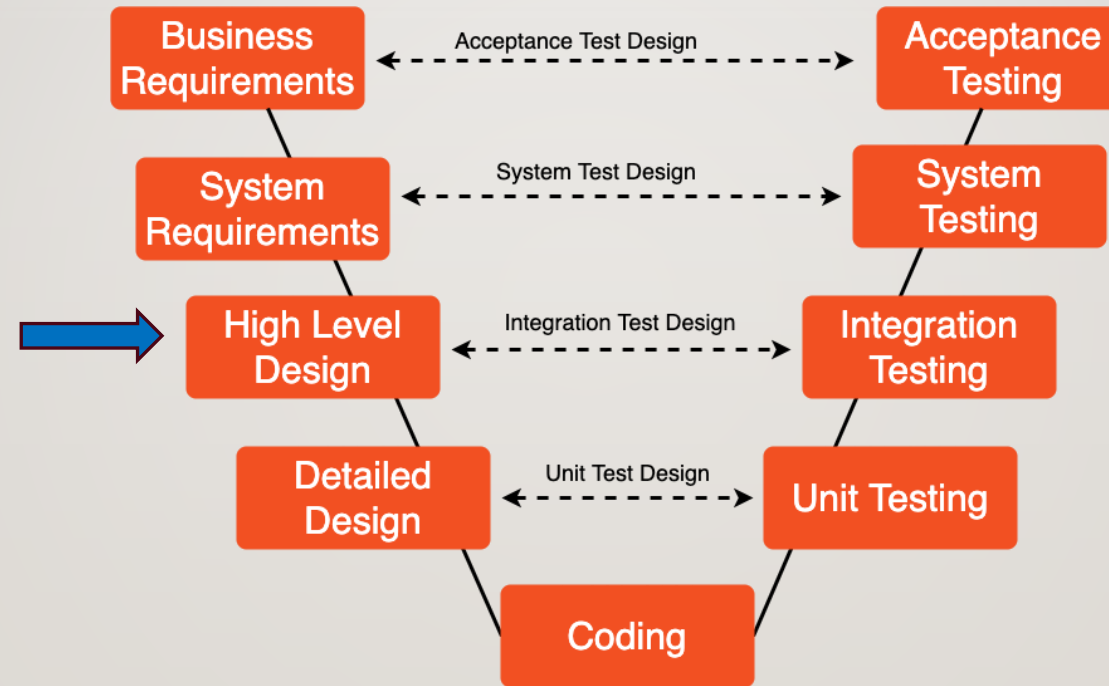 Business
Requirements
Acceptance Test Design
Acceptance
Testing
System
Requirements
System Test Design
System
Testing
High Level
Design
Integration Test Design
Integration
Testing
Detailed
Design
Unit Test Design
Unit Testing
Coding